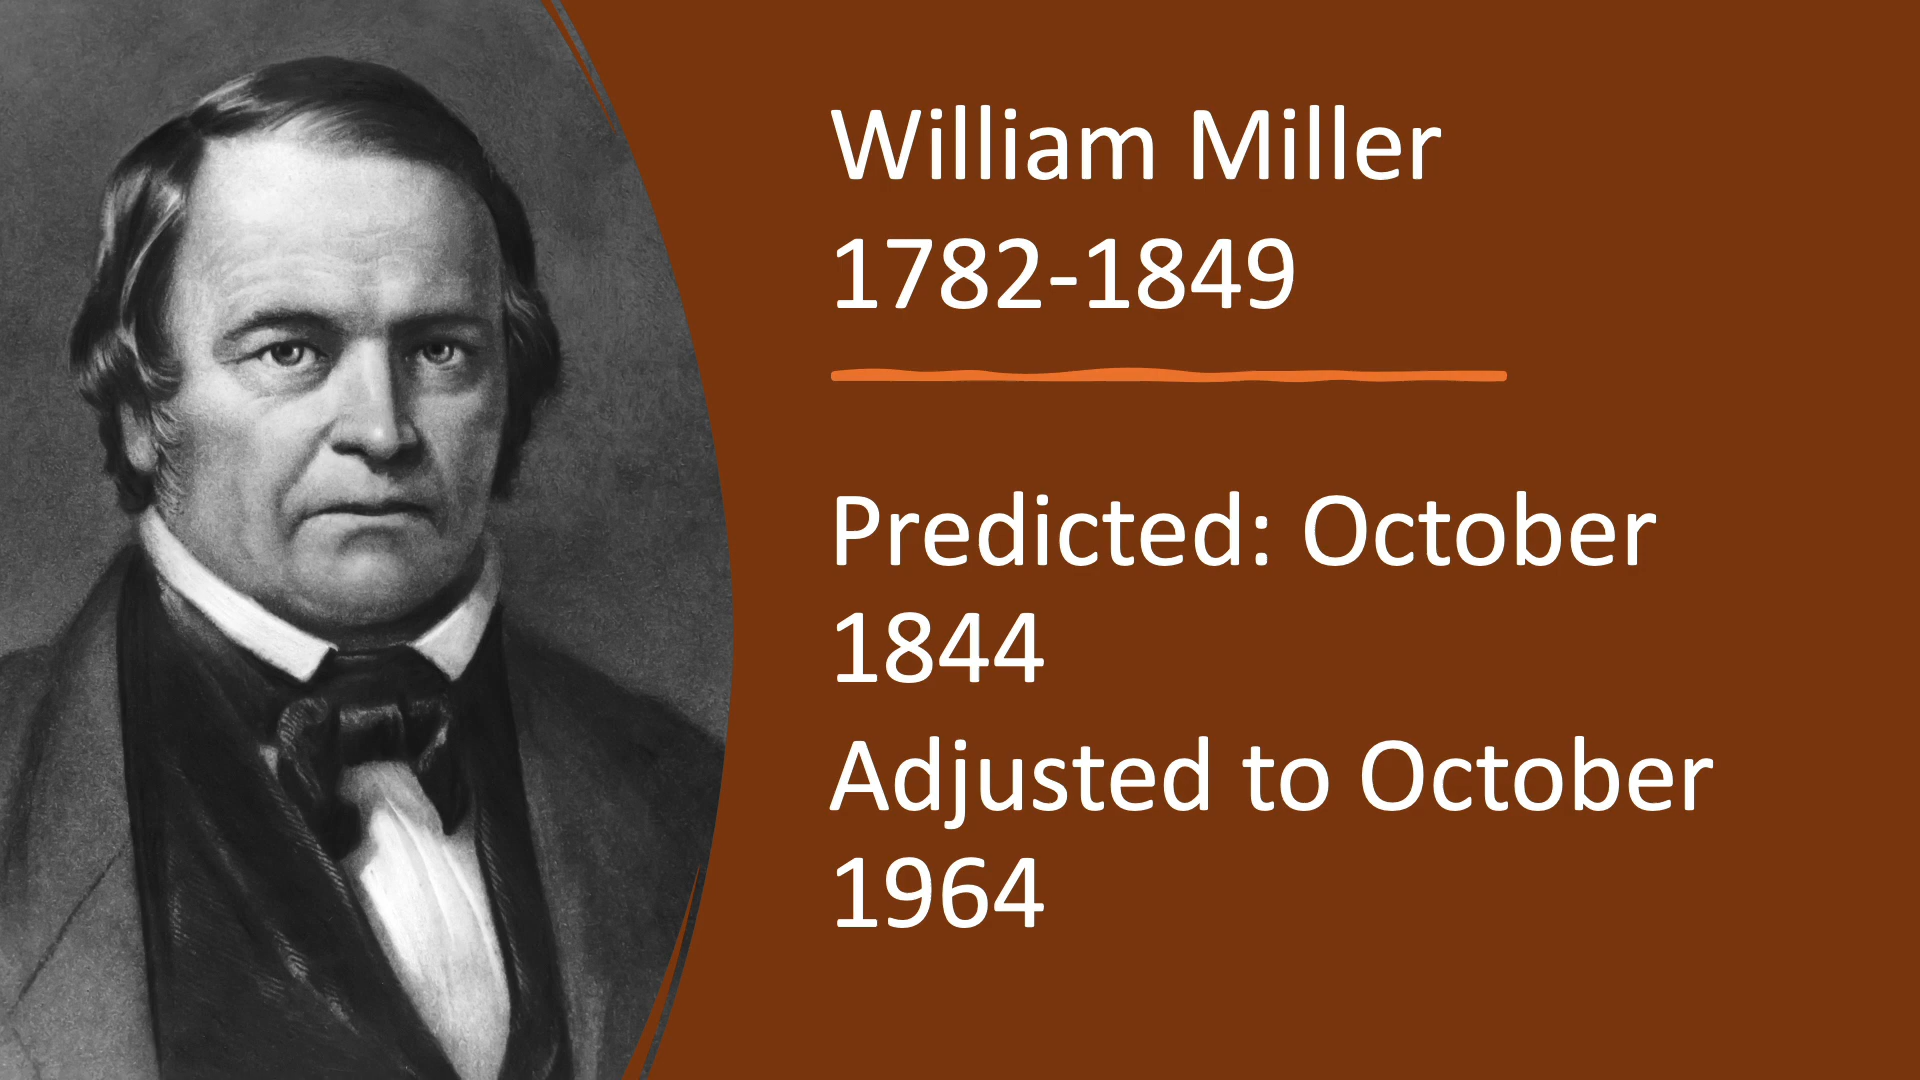 William Miller
1782-1849
Predicted: October
1844
Adjusted to October
1964